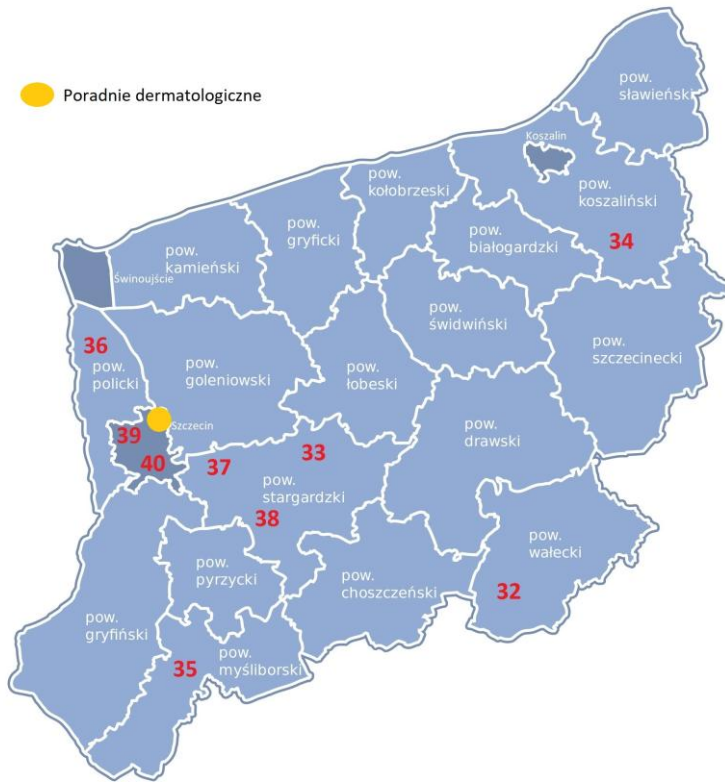 Poradnie dermatologiczne
pow.
sławieński
Koszalin
pow.
koszaliński
34
pow.
kołobrzeski
pow.
białogardzki
pow.
gryficki
pow.
kamieński
Świnoujście
pow.
świdwiński
pow.
szczecinecki
36
pow.
policki
pow.
goleniowski
pow.
łobeski
pow.
drawski
Szczecin
39
40
37
33
pow.
stargardzki
38
pow.
wałecki
32
pow.
choszczeński
pow.
pyrzycki
pow.
gryfiński
35
pow.
myśliborski